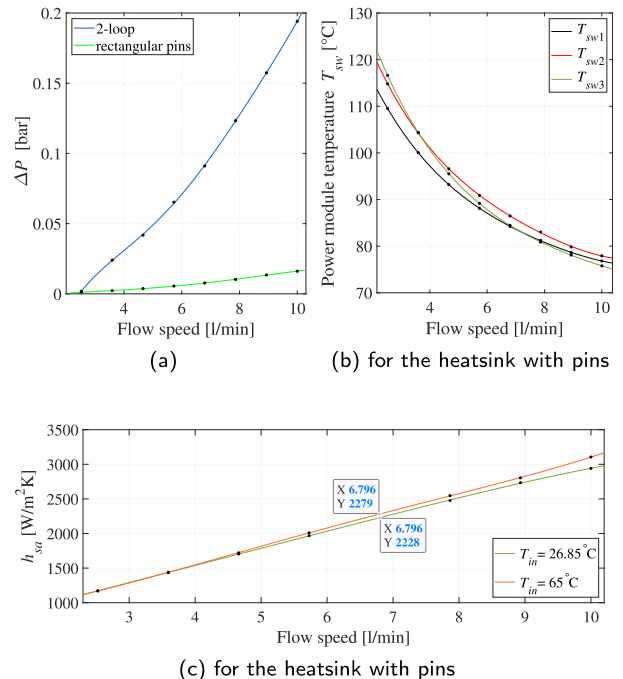 2-loop
rectangular pins
0.2
0.15
0.1
0.05
0
ΔP [bar]
4 6 8 10
Flow speed [l/min]
(a)
T_sw1
T_sw2
T_sw3
130
120
110
100
90
80
70
Power module temperature T_sw [°C]
4 6 8 10
Flow speed [l/min]
(b) for the heatsink with pins
3500
3000
2500
2000
1500
1000
h_sa [W/m²K]
X 6.796
Y 2279
X 6.796
Y 2228
T_in = 26.85°C
T_in = 65°C
3 4 5 6 7 8 9 10
Flow speed [l/min]
(c) for the heatsink with pins